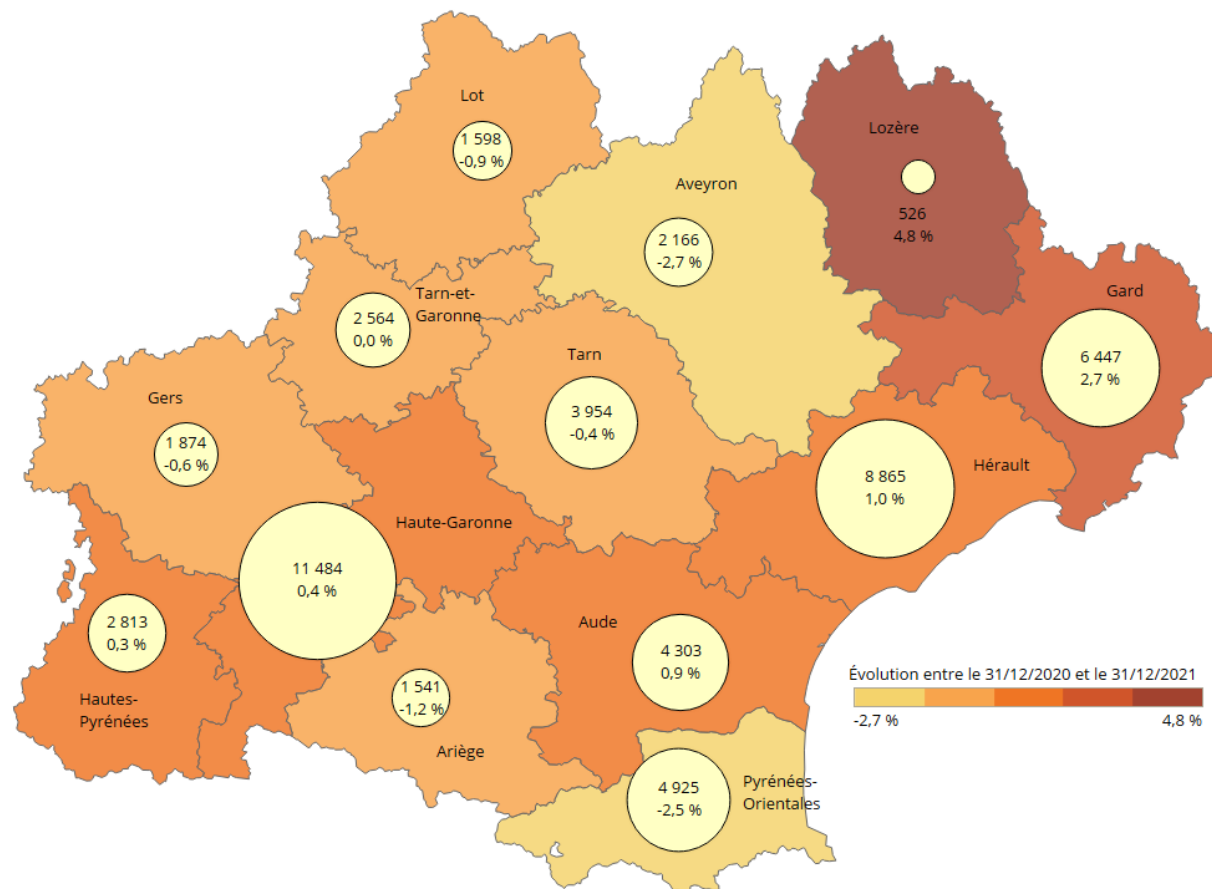 Lot
1 598
-0,9 %
Lozère
526
4,8 %
Aveyron
2 166
-2,7 %
Tarn-et-
Garonne
2 564
0,0 %
Gard
6 447
2,7 %
Tarn
3 954
-0,4 %
Gers
1 874
-0,6 %
Hérault
8 865
1,0 %
Haute-Garonne
11 484
0,4 %
2 813
0,3 %
Hautes-
Pyrénées
Aude
4 303
0,9 %
1 541
-1,2 %
Ariège
Évolution entre le 31/12/2020 et le 31/12/2021
-2,7 %
4,8 %
4 925
-2,5 %
Pyrénées-
Orientales